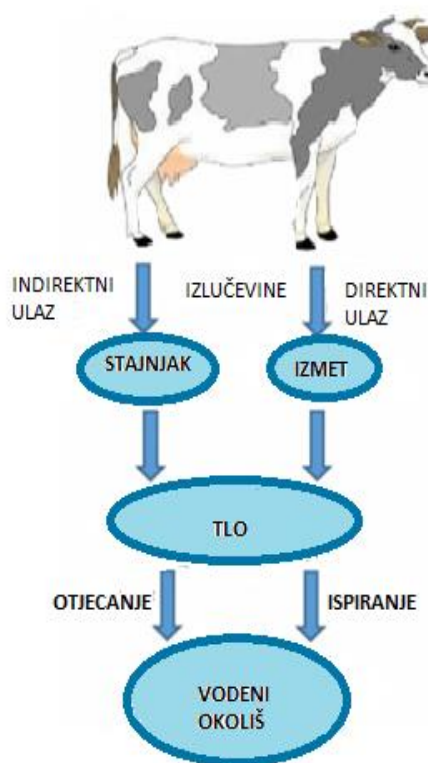 INDIREKTNI
ULAZ
IZLUČEVINE
DIREKTNI
ULAZ
STAJNJAK
IZMET
TLO
OTJECANJE
ISPIRANJE
VODENI
OKOLIŠ